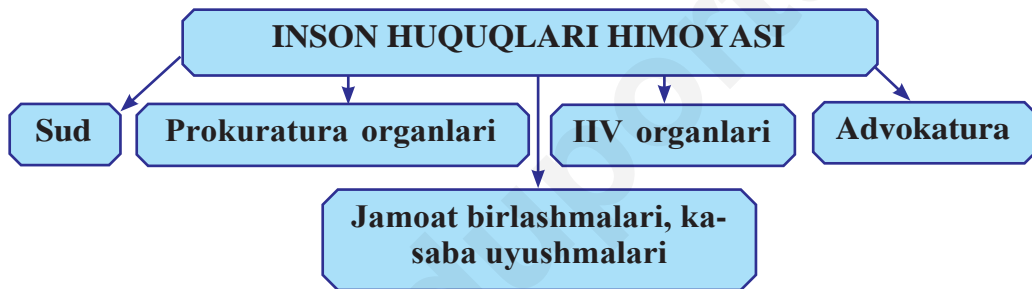 INSON HUQUQLARI HIMOYASI
Sud
Prokuratura organlari
IIV organlari
Advokatura
Jamoat birlashmalari, ka-
saba uyushmalari